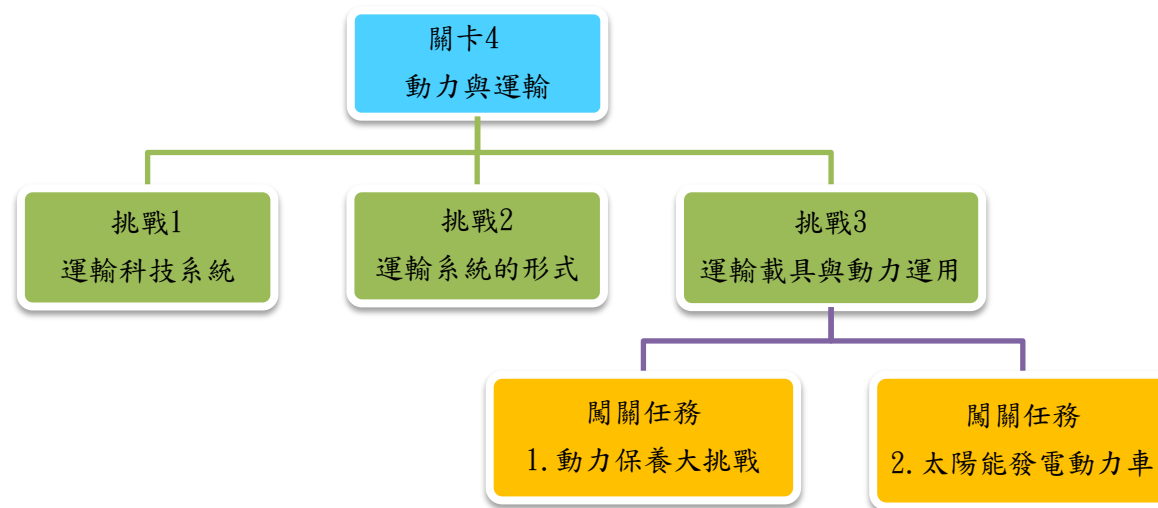 關卡4
動力與運輸
挑戰1
運輸科技系統
挑戰2
運輸系統的形式
挑戰3
運輸載具與動力運用
闖關任務
1.動力保養大挑戰
闖關任務
2.太陽能發電動力車